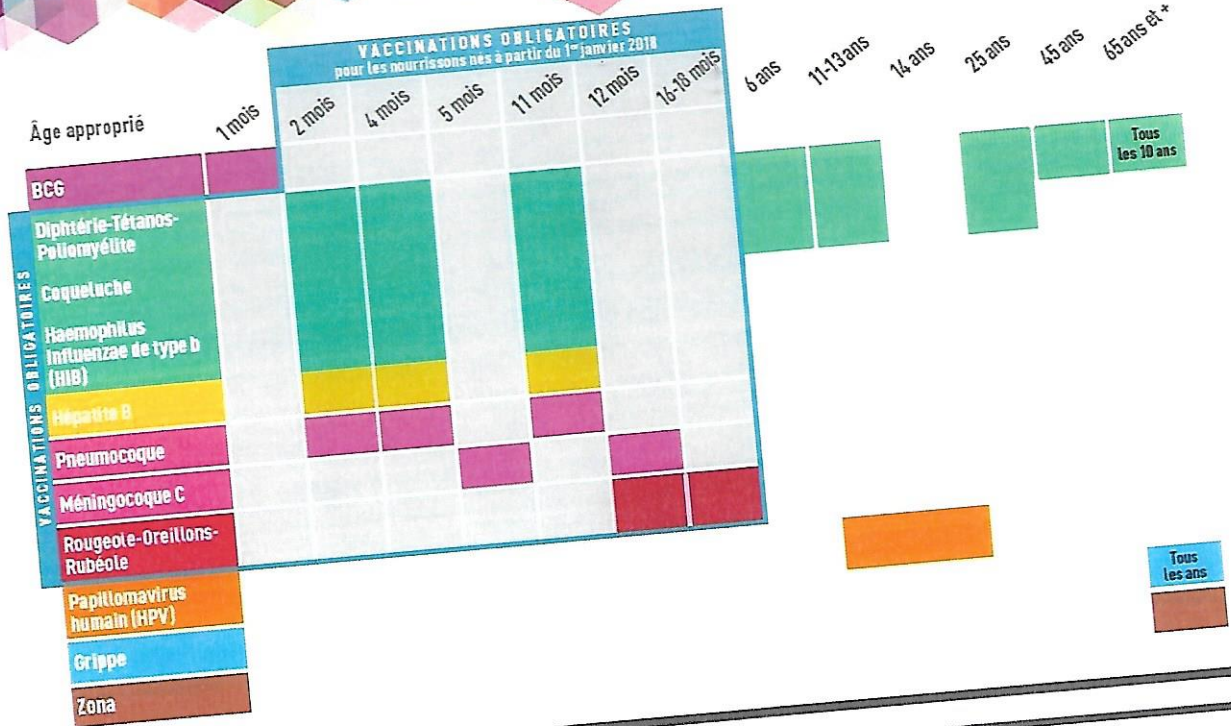 VACCINATIONS OBLIGATOIRES
pour les nourrissons nés à partir du 1er janvier 2018
Âge approprié
1 mois
2 mois
4 mois
5 mois
11 mois
12 mois
16-18 mois
6 ans
11-13 ans
14 ans
25 ans
45 ans
65 ans et +
BCG
Tous
les 10 ans
VACCINATIONS OBLIGATOIRES
Diphtérie-Tétanos-
Poliomyélite
Coqueluche
Haemophilus
Influenzae de type b
(HIB)
Hépatite B
Pneumocoque
Méningocoque C
Rougeole-Oreillons-
Rubéole
Papillomavirus
humain (HPV)
Grippe
Tous
les ans
Zona